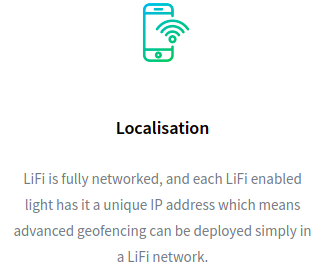 Localisation
LiFi is fully networked, and each LiFi enabled
light has it a unique IP address which means
advanced geofencing can be deployed simply in
a LiFi network.